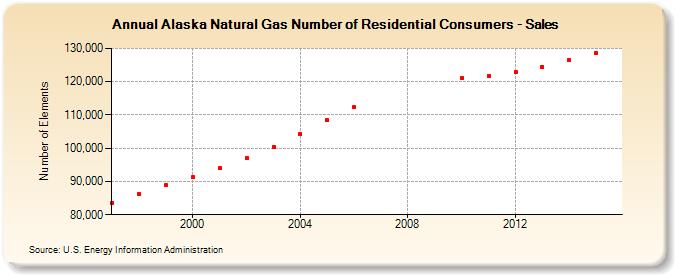 Annual Alaska Natural Gas Number of Residential Consumers - Sales
Number of Elements
130,000
120,000
110,000
100,000
90,000
80,000
2000 2004 2008 2012
Source: U.S. Energy Information Administration